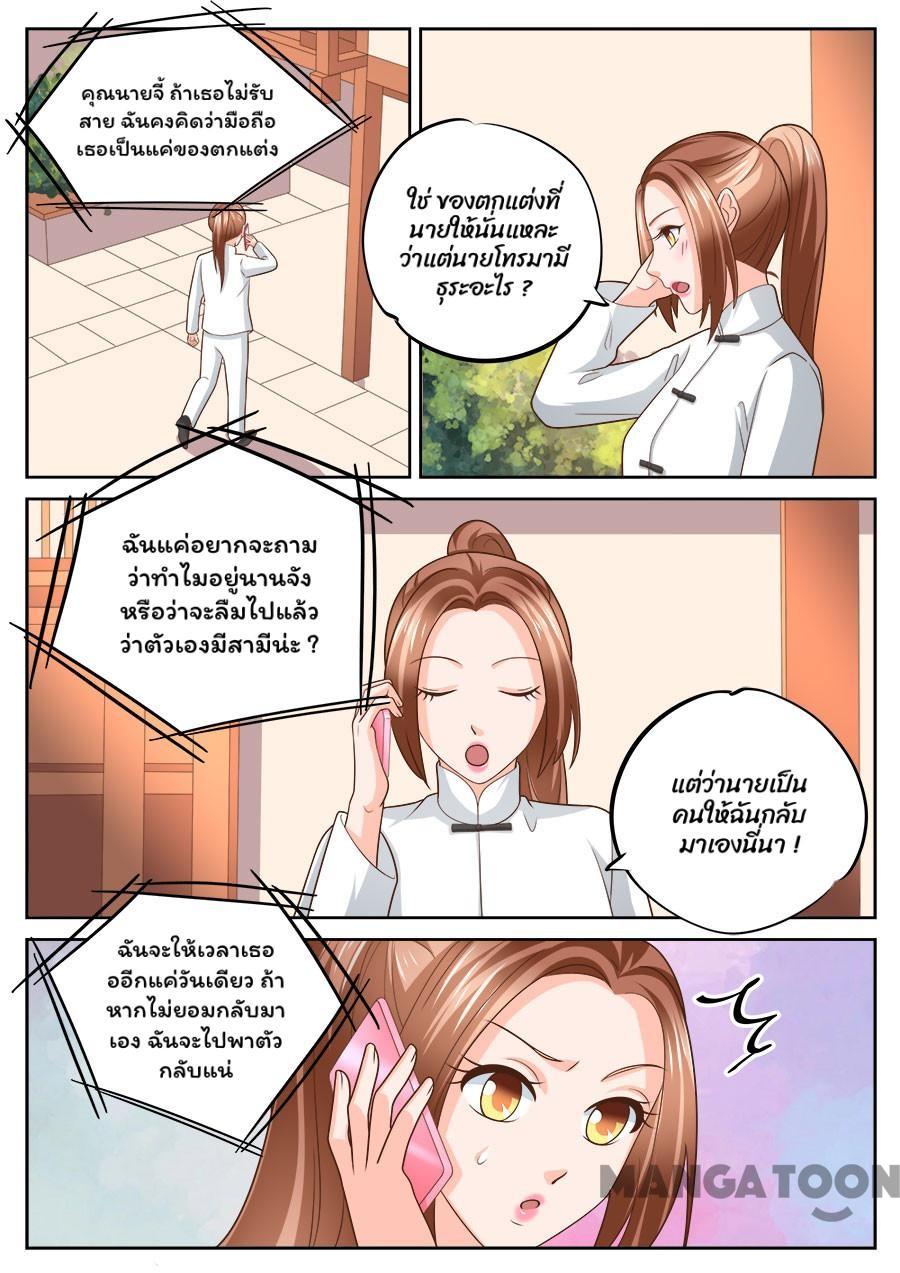 คุณนายจี้ ถ้าเธอไม่รับ
สาย ฉันคงคิดว่ามือถือ
เธอเป็นแค่ของตกแต่ง
ใช่ ของตกแต่งที่
นายให้นั่นแหละ
ว่าแต่นายโทรมามี
ธุระอะไร ?
ฉันแค่อยากจะถาม
ว่าทำไมอยู่นานจัง
หรือว่าจะลืมไปแล้ว
ว่าตัวเองมีสามีน่ะ ?
แต่ว่านายเป็น
คนให้ฉันกลับ
มาเองนี่นา !
ฉันจะให้เวลาเธอ
ออีกแค่วันเดียว ถ้า
หากไม่ยอมกลับมา
เอง ฉันจะไปพาตัว
กลับแน่
MANGATOON